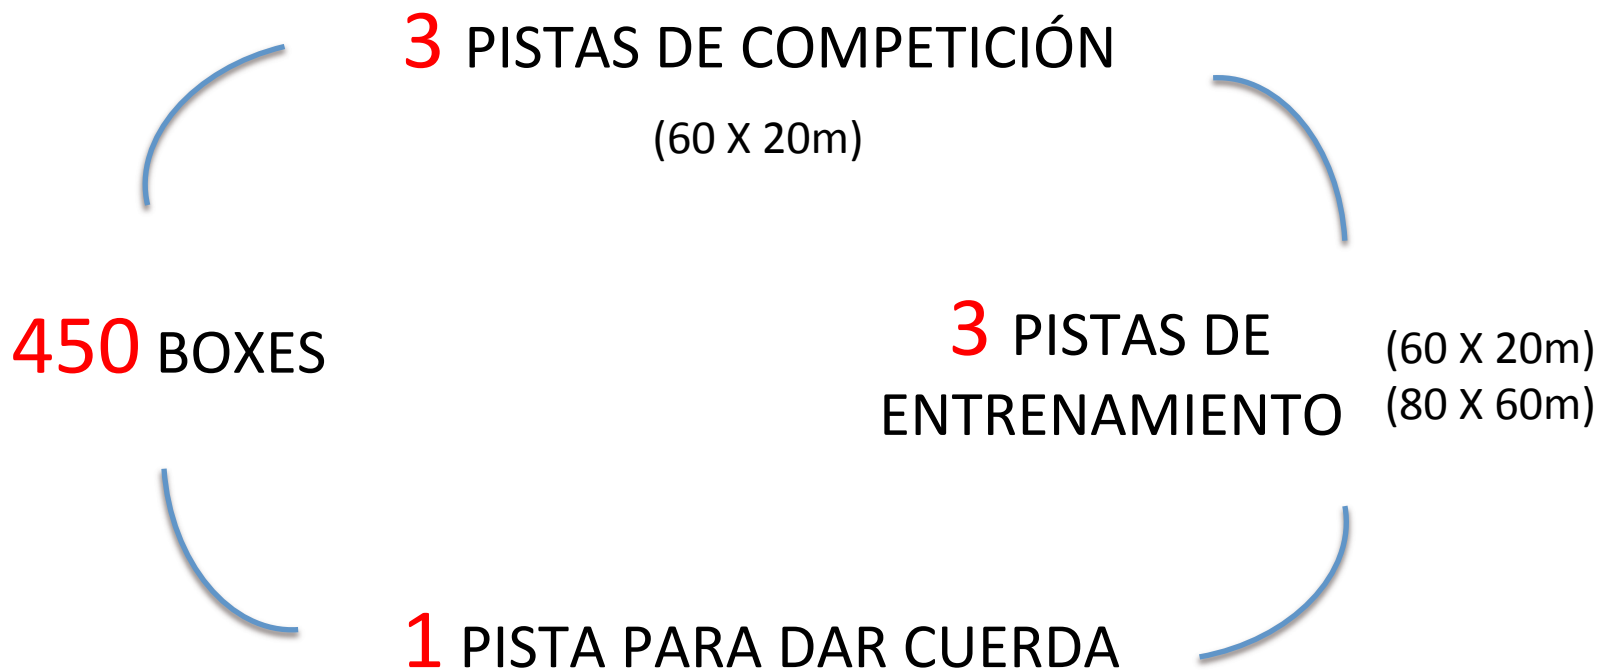 3 PISTAS DE COMPETICIÓN
(60 X 20m)
450 BOXES
3 PISTAS DE
ENTRENAMIENTO
(60 X 20m)
(80 X 60m)
1 PISTA PARA DAR CUERDA